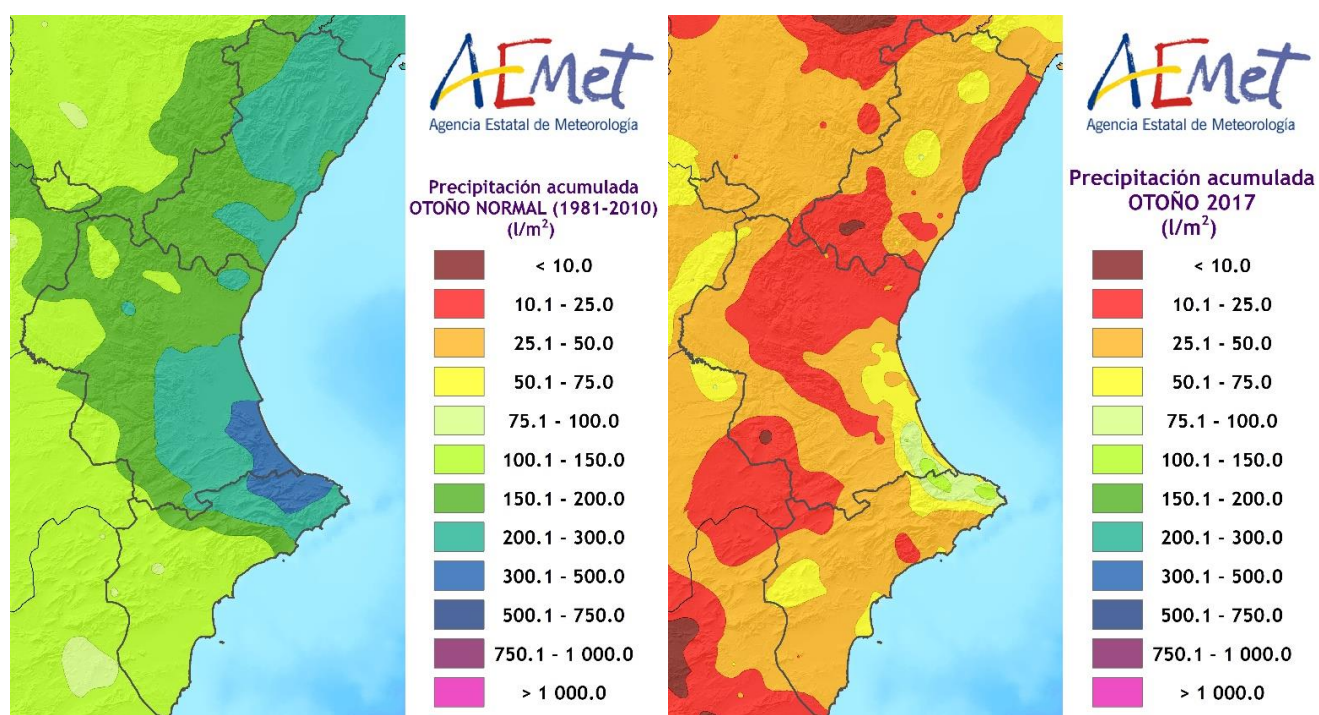 AEMet
Agencia Estatal de Meteorología
Precipitación acumulada
OTOÑO NORMAL (1981-2010)
(l/m²)
< 10.0
10.1 - 25.0
25.1 - 50.0
50.1 - 75.0
75.1 - 100.0
100.1 - 150.0
150.1 - 200.0
200.1 - 300.0
300.1 - 500.0
500.1 - 750.0
750.1 - 1 000.0
> 1 000.0
AEMet
Agencia Estatal de Meteorología
Precipitación acumulada
OTOÑO 2017
(l/m²)
< 10.0
10.1 - 25.0
25.1 - 50.0
50.1 - 75.0
75.1 - 100.0
100.1 - 150.0
150.1 - 200.0
200.1 - 300.0
300.1 - 500.0
500.1 - 750.0
750.1 - 1 000.0
> 1 000.0